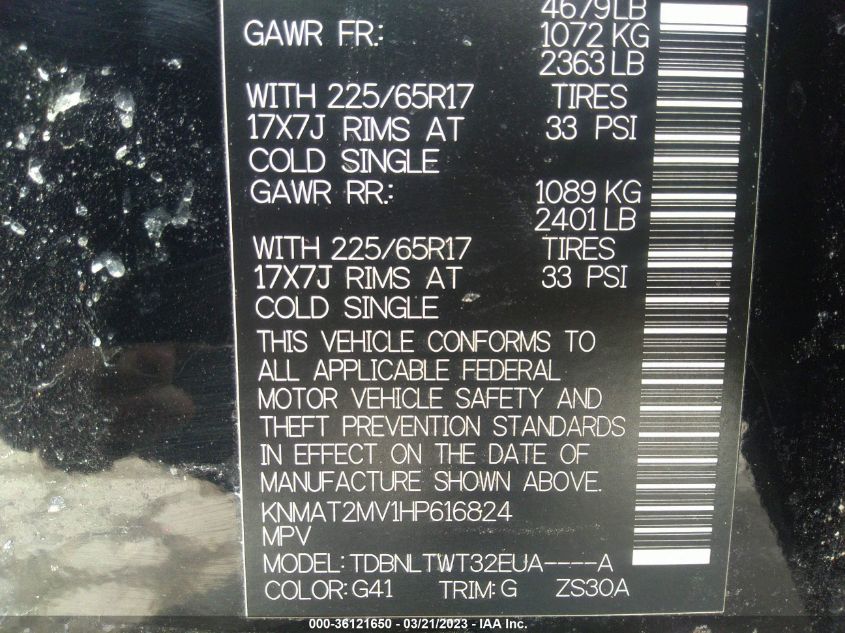 4679 LB
GAWR FR.: 1072 KG
2363 LB
WITH 225/65R17 TIRES
17X7J RIMS AT 33 PSI
COLD SINGLE
GAWR RR.: 1089 KG
2401 LB
WITH 225/65R17 TIRES
17X7J RIMS AT 33 PSI
COLD SINGLE
THIS VEHICLE CONFORMS TO
ALL APPLICABLE FEDERAL
MOTOR VEHICLE SAFETY AND
THEFT PREVENTION STANDARDS
IN EFFECT ON THE DATE OF
MANUFACTURE SHOWN ABOVE.
KNMAT2MV1HP616824
MPV
MODEL: TDBNLTWT32EUA----A
COLOR: G41 TRIM: G ZS30A
000-36121650 - 03/21/2023 - IAA Inc.